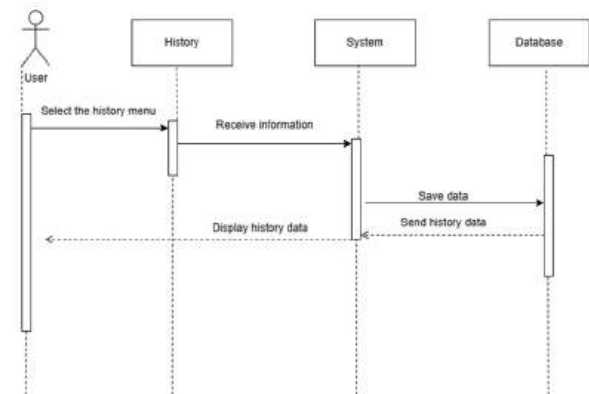 History
System
Database
User
Select the history menu
Receive information
Save data
Send history data
Display history data